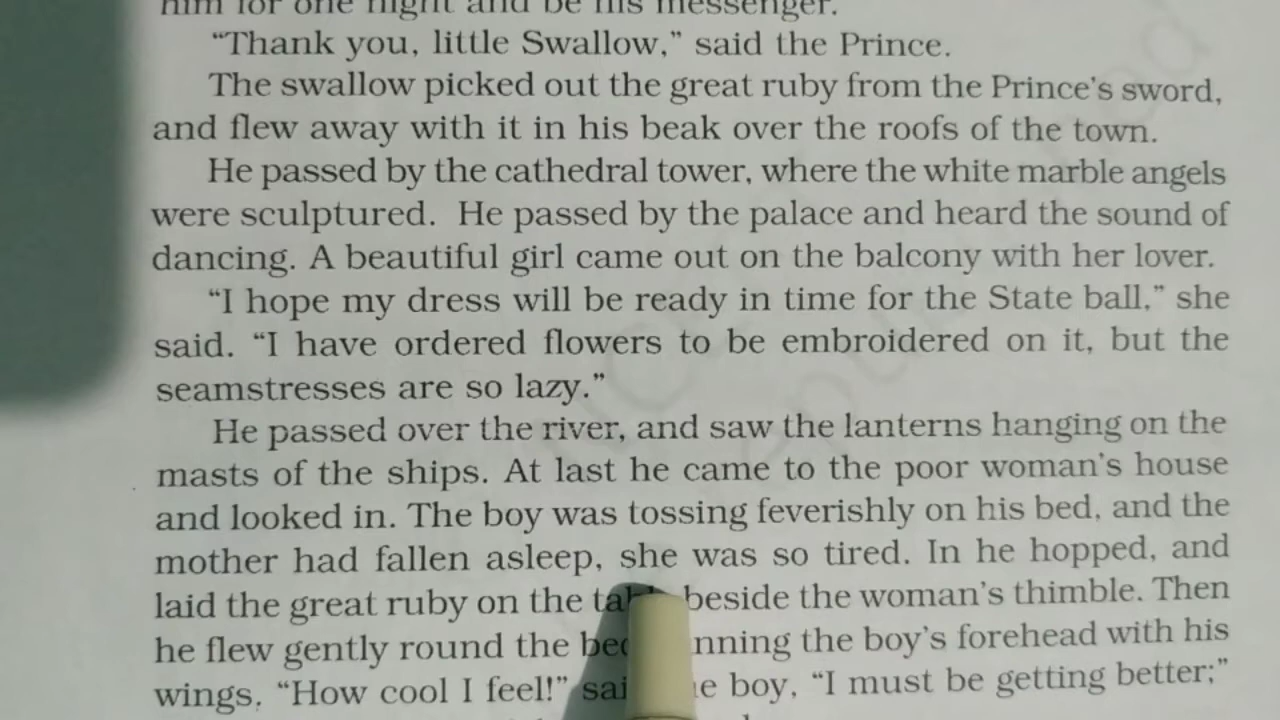 him for one night and be his messenger.
“Thank you, little Swallow,” said the Prince.
The swallow picked out the great ruby from the Prince’s sword,
and flew away with it in his beak over the roofs of the town.
He passed by the cathedral tower, where the white marble angels
were sculptured. He passed by the palace and heard the sound of
dancing. A beautiful girl came out on the balcony with her lover.
“I hope my dress will be ready in time for the State ball,” she
said. “I have ordered flowers to be embroidered on it, but the
seamstresses are so lazy.”
He passed over the river, and saw the lanterns hanging on the
masts of the ships. At last he came to the poor woman’s house
and looked in. The boy was tossing feverishly on his bed, and the
mother had fallen asleep, she was so tired. In he hopped, and
laid the great ruby on the beside the woman’s thimble. Then
he flew gently round the the boy’s forehead with his
wings. “How cool I feel!” boy, “I must be getting better;”